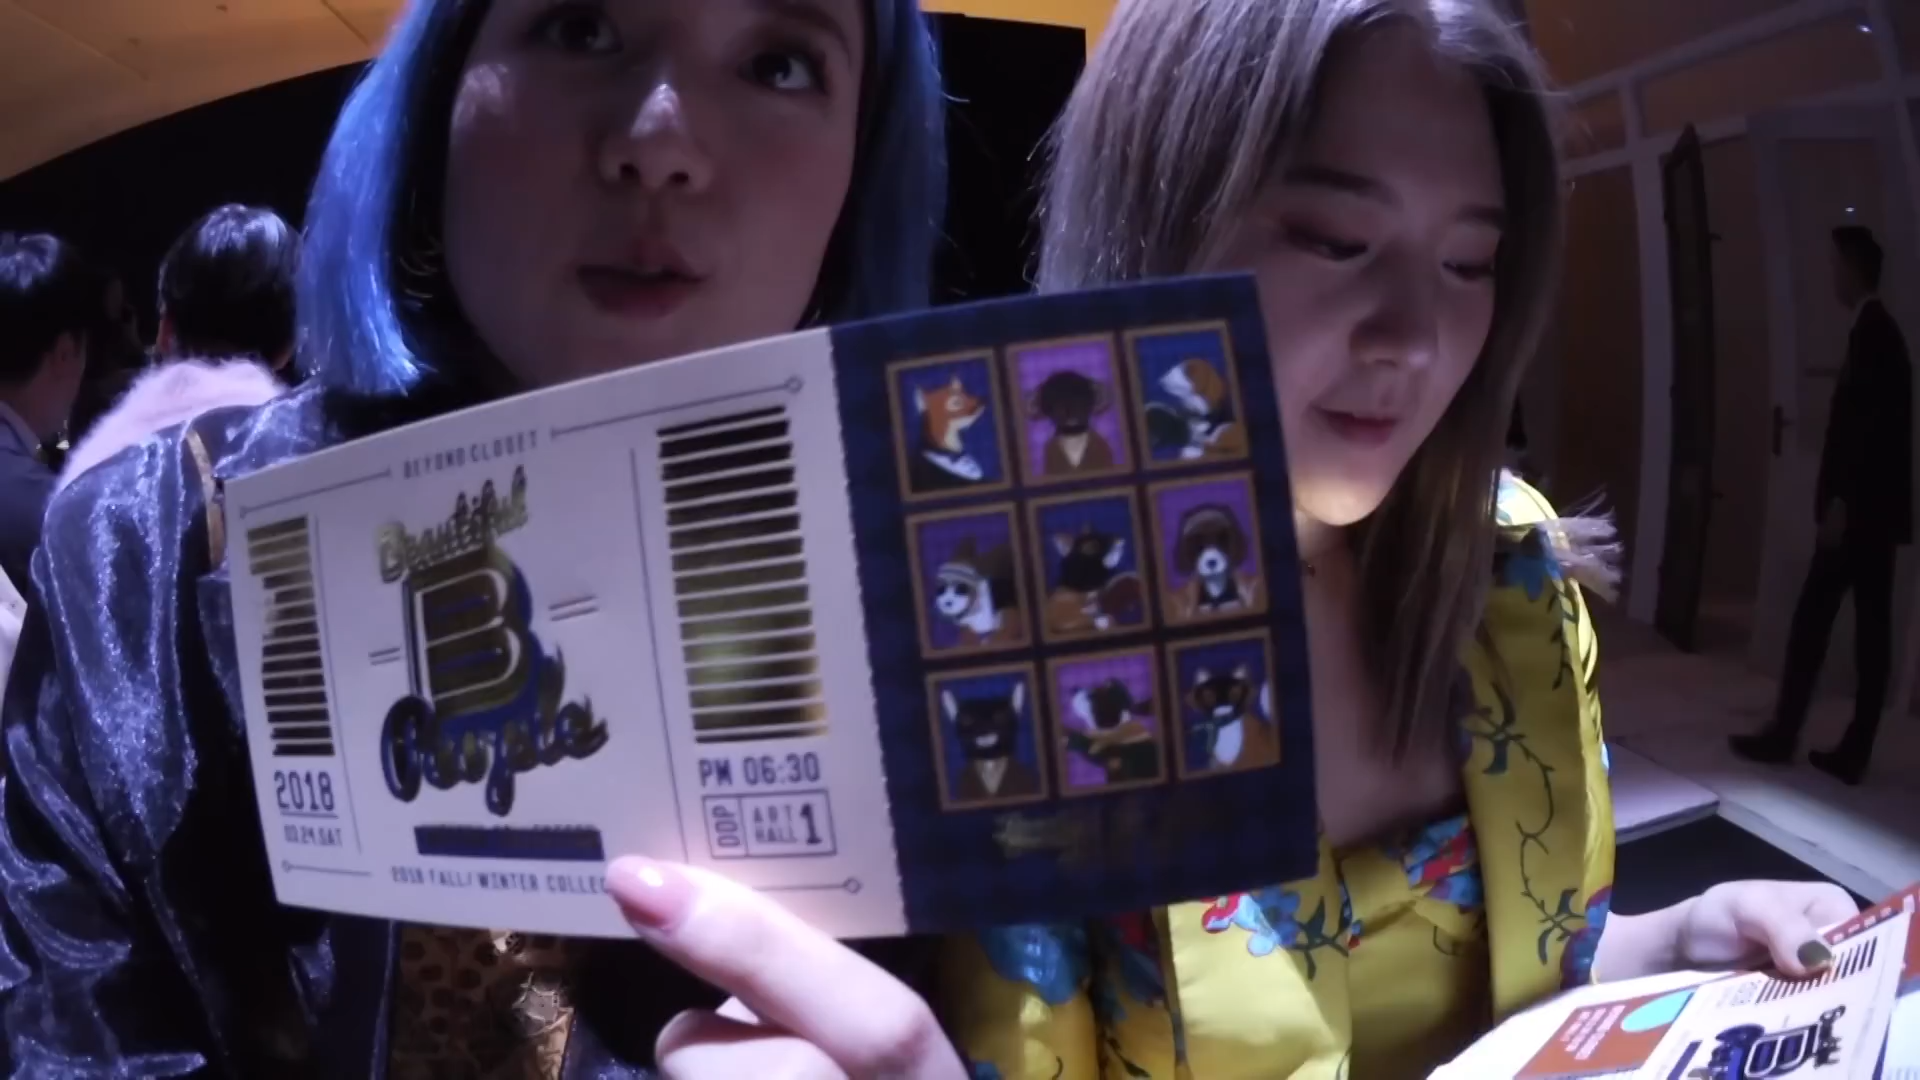 BEYOND CLOSET
Beautiful
B
People
2018
03.24.SAT
PM 06:30
DDP
ART
HALL 1
2018 FALL/WINTER COLLEC